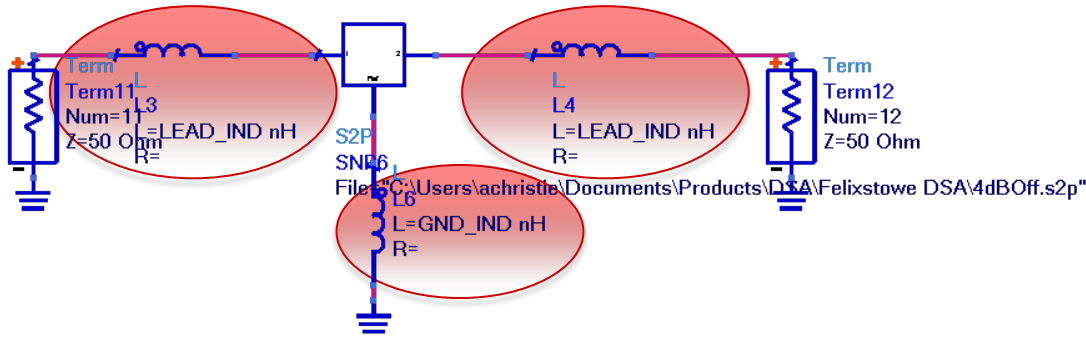 Term
Term11
Num=11
Z=50 Ohm
L
L3
L=LEAD_IND nH
R=
1
2
Ref
S2P
SNP6
File="C:\Users\achristie\Documents\Products\DSA\Felixstowe DSA\4dBOff.s2p"
L
L6
L=GND_IND nH
R=
L
L4
L=LEAD_IND nH
R=
Term
Term12
Num=12
Z=50 Ohm